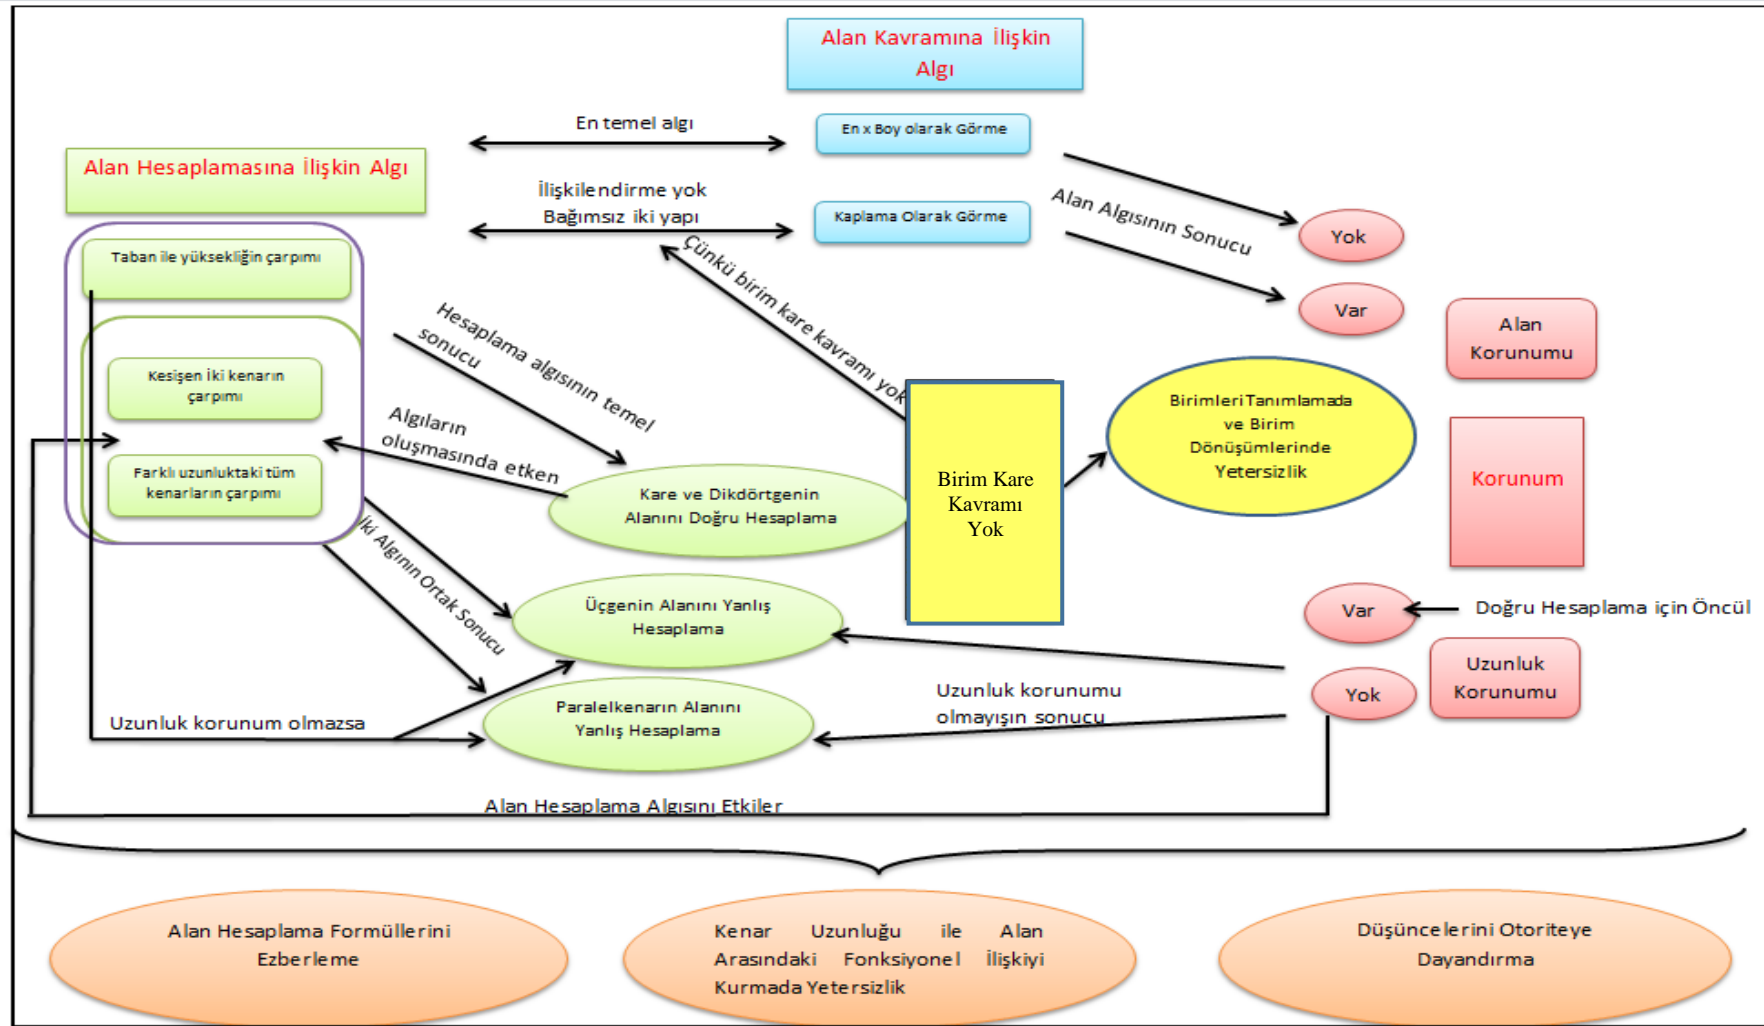 Alan Kavramına İlişkin
Algı
En temel algı
En x Boy olarak Görme
Alan Hesaplamasına İlişkin Algı
İlişkilendirme yok
Bağımsız iki yapı
Kaplama Olarak Görme
Alan Algısının Sonucu
Yok
Var
Alan
Korunumu
Taban ile yüksekliğin çarpımı
Çünkü birim kare kavramı yok
Hesaplama algısının temel
sonucu
Kesişen İki kenarın
çarpımı
Algıların
oluşmasında etken
Farklı uzunluktaki tüm
kenarların çarpımı
Kare ve Dikdörtgenin
Alanını Doğru Hesaplama
Birim Kare
Kavramı
Yok
Birimleri Tanımlamada
ve Birim
Dönüşümlerinde
Yetersizlik
Korunum
İki Algının Ortak Sonucu
Üçgenin Alanını Yanlış
Hesaplama
Var
Doğru Hesaplama için Öncül
Uzunluk
Korunumu
Yok
Uzunluk korunumu
olmayışın sonucu
Paralelkenarın Alanını
Yanlış Hesaplama
Uzunluk korunum olmazsa
Alan Hesaplama Algısını Etkiler
Alan Hesaplama Formüllerini
Ezberleme
Kenar Uzunluğu ile Alan
Arasındaki Fonksiyonel İlişkiyi
Kurmada Yetersizlik
Düşüncelerini Otoriteye
Dayandırma